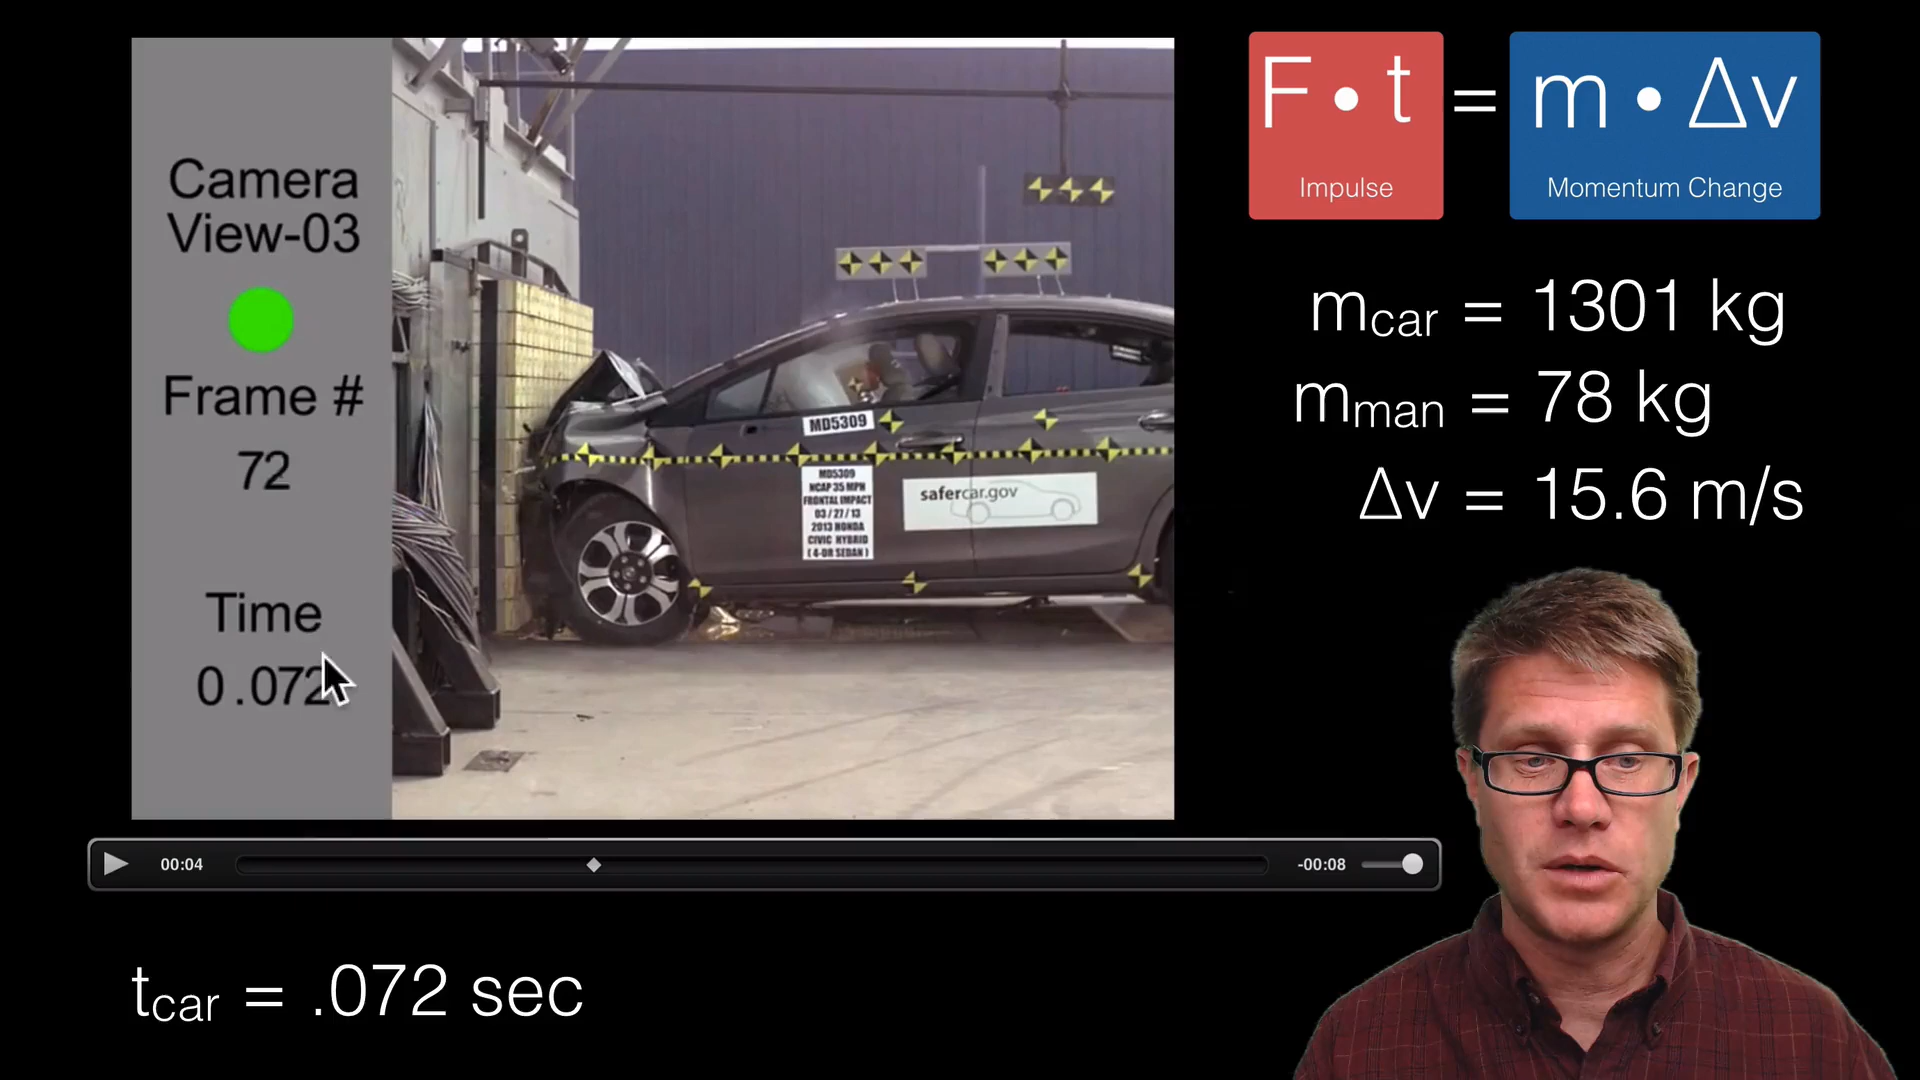 Camera
View-03
Frame #
72
Time
0.072
MD5309
MD5309
NCAP 35 MPH
FRONTAL IMPACT
03/27/13
2013 HONDA
CIVIC HYBRID
(4-DR SEDAN)
safercar.gov
F • t = m • Δv
Impulse
Momentum Change
mcar = 1301 kg
mman = 78 kg
Δv = 15.6 m/s
00:04
-00:08
tcar = .072 sec